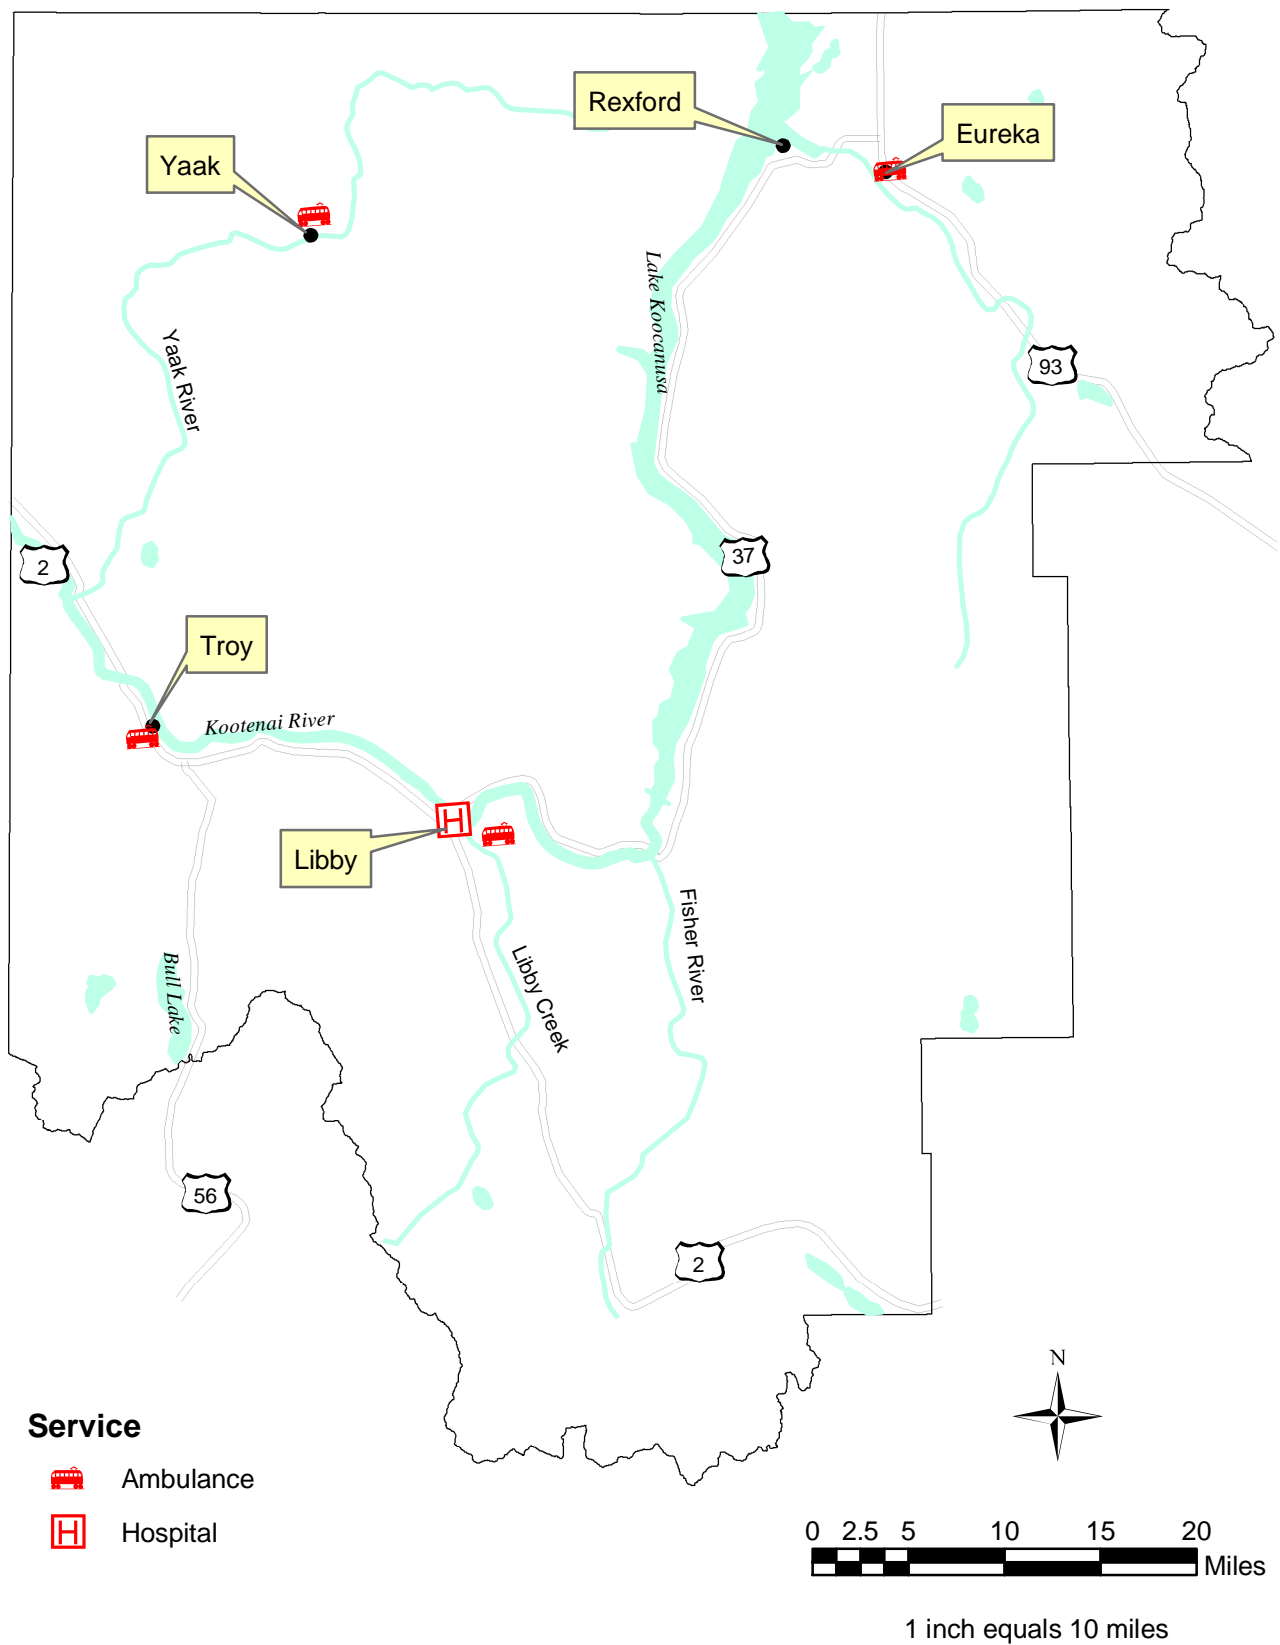 Rexford
Eureka
Yaak
Lake Koocanusa
Yaak River
93
2
37
Troy
Kootenai River
Libby
Fisher River
Libby Creek
Bull Lake
56
2
N
Service
Ambulance
H Hospital
H
0 2.5 5 10 15 20
Miles
1 inch equals 10 miles